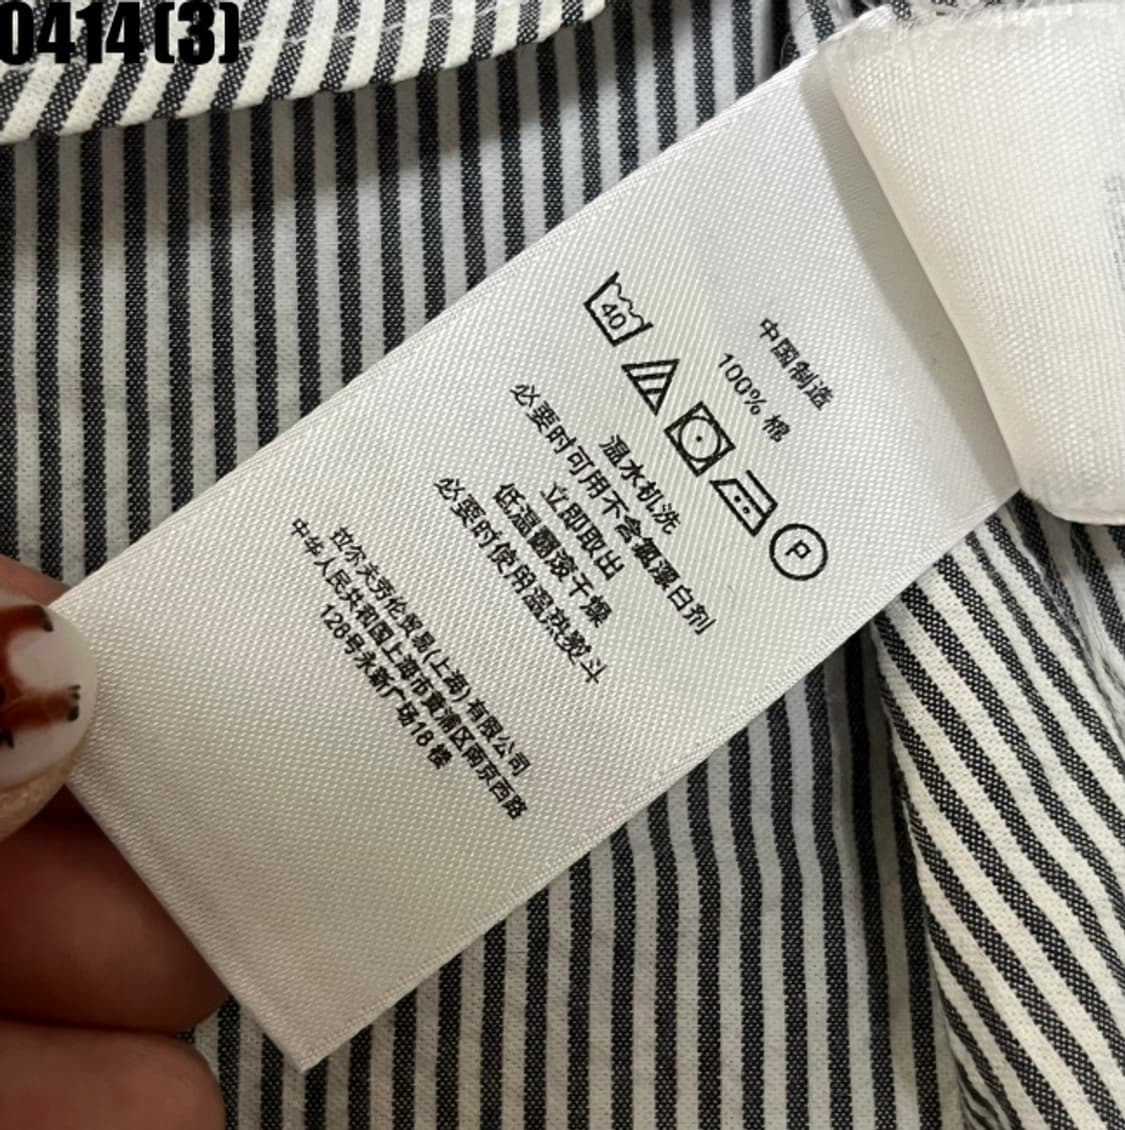 0414(3)
中国制造
100% 棉
40
P
温水机洗
必要时可用不含氯漂白剂
立即取出
低温翻滚干燥
必要时使用温热熨斗
拉尔夫劳伦贸易(上海)有限公司
中华人民共和国上海市黄浦区南京西路
128号永新广场18楼